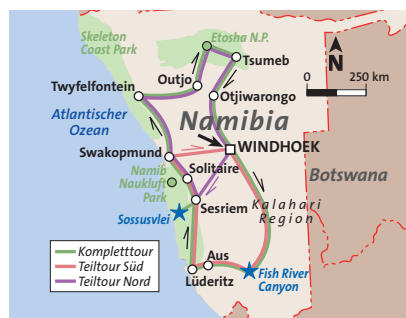 Skeleton
Coast Park
Etosha N.P.
Tsumeb
N
Outjo
0 250 km
Twyfelfontein
Otjiwarongo
Atlantischer
Ozean
Namibia
Swakopmund
WINDHOEK
Namib
Naukluft
Park
Solitaire
Botswana
Sesriem
Kalahari
Region
Sossusvlei
Kompletttour
Teiltour Süd
Teiltour Nord
Aus
Lüderitz
Fish River
Canyon